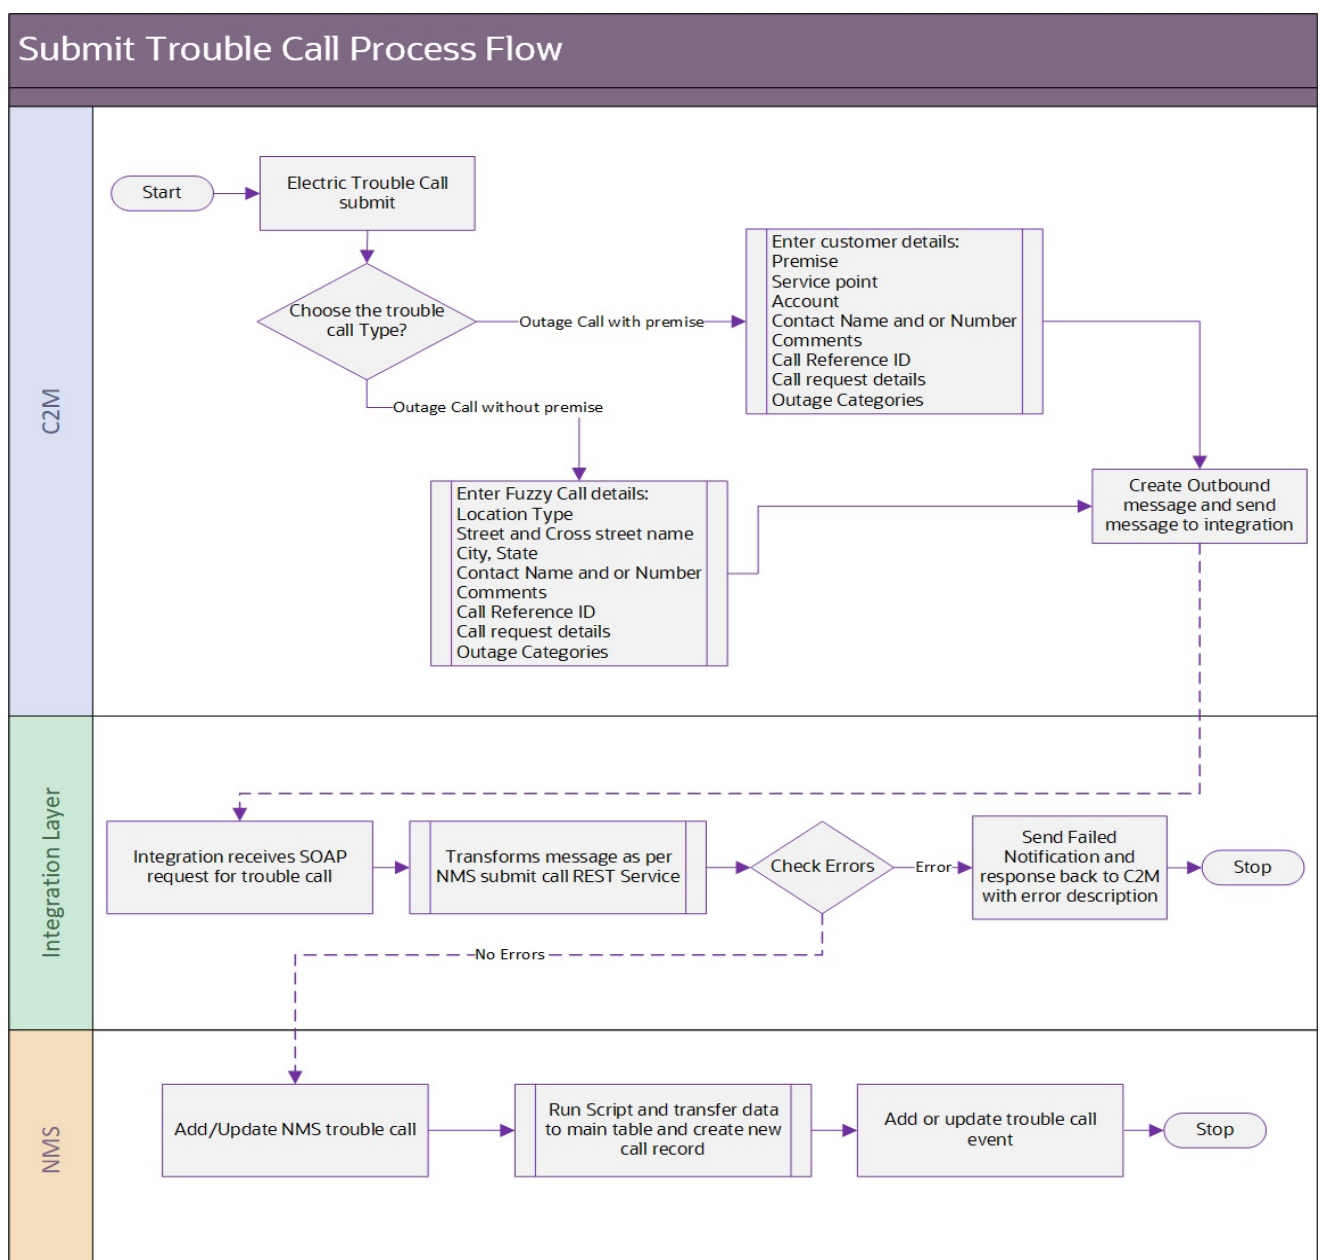 Submit Trouble Call Process Flow
C2M
Start
Electric Trouble Call
submit
Choose the trouble
call Type?
Outage Call with premise
Enter customer details:
Premise
Service point
Account
Contact Name and or Number
Comments
Call Reference ID
Call request details
Outage Categories
Outage Call without premise
Enter Fuzzy Call details:
Location Type
Street and Cross street name
City, State
Contact Name and or Number
Comments
Call Reference ID
Call request details
Outage Categories
Create Outbound
message and send
message to integration
Integration Layer
Integration receives SOAP
request for trouble call
Transforms message as per
NMS submit call REST Service
Check Errors
Error
Send Failed
Notification and
response back to C2M
with error description
Stop
No Errors
NMS
Add/Update NMS trouble call
Run Script and transfer data
to main table and create new
call record
Add or update trouble call
event
Stop